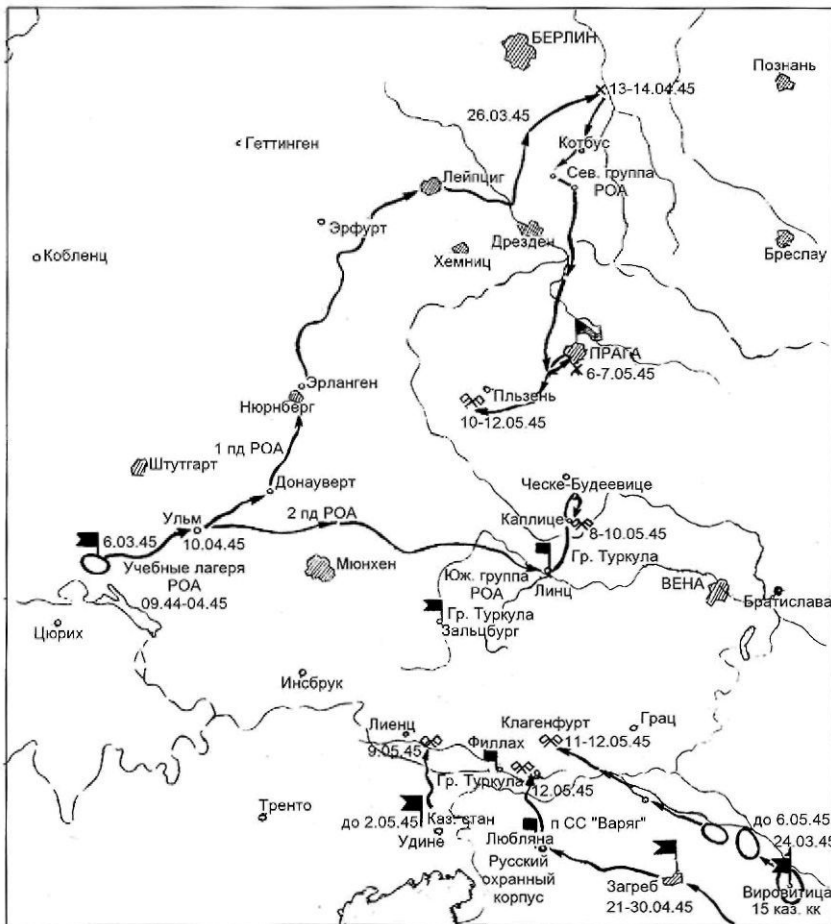 БЕРЛИН
Познань
13-14.04.45
26.03.45
Котбус
Геттинген
Сев. группа
РОА
Лейпциг
Эрфурт
Дрезден
Кобленц
Хемниц
Бреслау
ПРАГА
Эрланген
6-7.05.45
Пльзень
Нюрнберг
10-12.05.45
1 пд РОА
Штутгарт
Ческе-Будеевице
Донауверт
Ульм
2 пд РОА
Каплице
6.03.45
10.04.45
8-10.05.45
Учебные лагеря
РОА
09.44-04.45
Мюнхен
Гр. Туркула
Юж. группа
РОА
Линц
ВЕНА
Братислава
Гр. Туркула
Зальцбург
Цюрих
Инсбрук
Клагенфурт
Грац
Лиенц
11-12.05.45
9.05.45
Филлах
Гр. Туркула
12.05.45
Тренто
до 2.05.45
Каз. стан
п СС "Варяг"
до 6.05.45
24.03.45
Удине
Любляна
Русский
охранный
корпус
Загреб
21-30.04.45
Вировитица
15 каз. кк